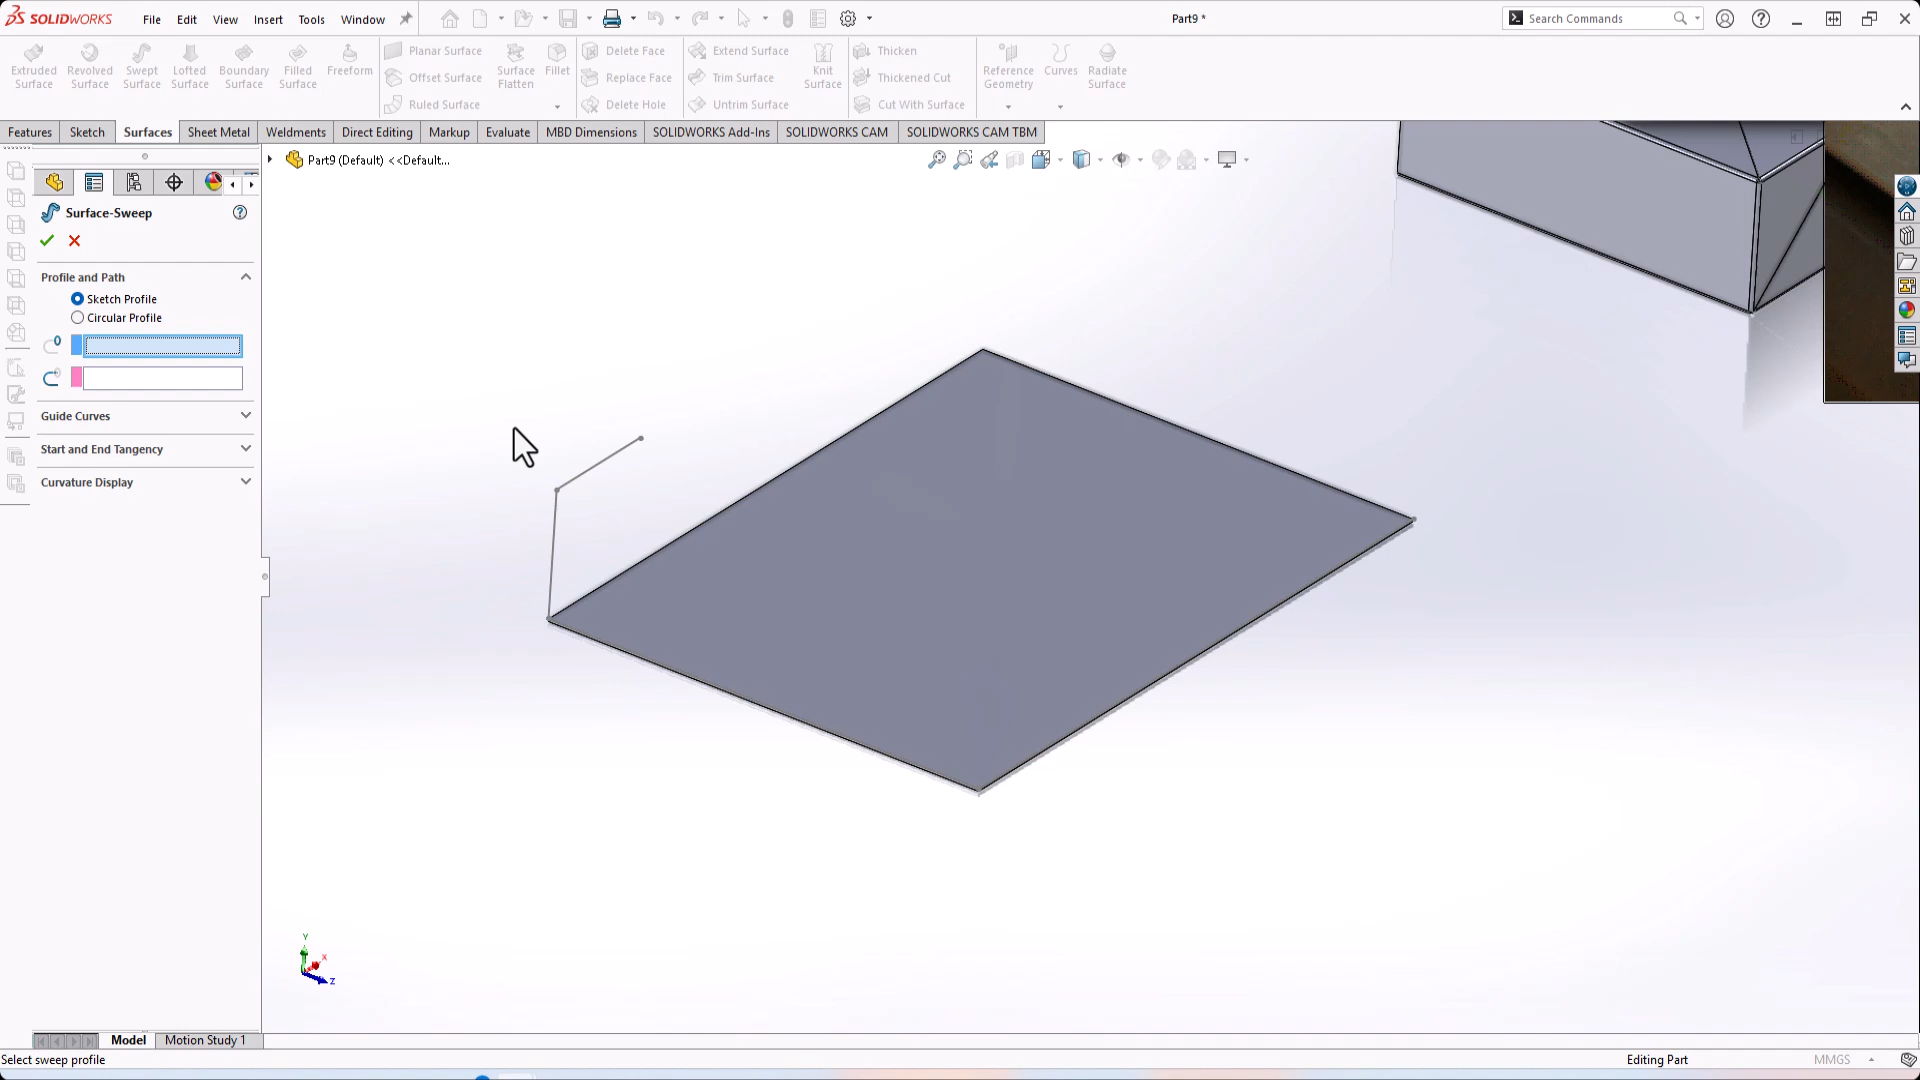 SOLIDWORKS File Edit View Insert Tools Window Part9 * Search Commands
Extruded Surface
Revolved Surface
Swept Surface
Lofted Surface
Boundary Surface
Filled Surface
Freeform
Planar Surface
Offset Surface
Ruled Surface
Surface Flatten
Fillet
Delete Face
Replace Face
Delete Hole
Extend Surface
Trim Surface
Untrim Surface
Knit Surface
Thicken
Thickened Cut
Cut With Surface
Reference Geometry
Curves
Radiate Surface
Features Sketch Surfaces Sheet Metal Weldments Direct Editing Markup Evaluate MBD Dimensions SOLIDWORKS Add-Ins SOLIDWORKS CAM SOLIDWORKS CAM TBM
Part9 (Default) <<Default...
Surface-Sweep
Profile and Path
Sketch Profile
Circular Profile
Guide Curves
Start and End Tangency
Curvature Display
Y
X
Z
Model Motion Study 1
Select sweep profile Editing Part MMGS